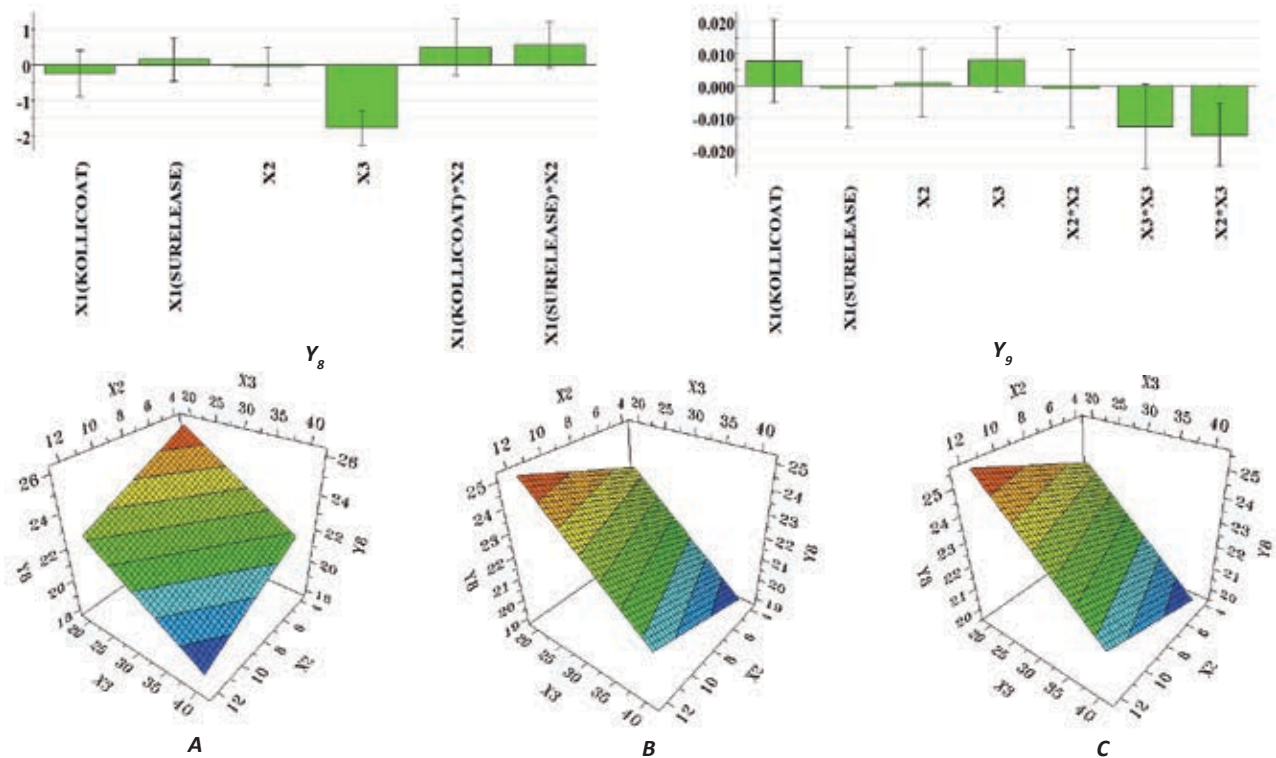 1
0
-1
-2
X1(KOLLICOAT)
X1(SURELEASE)
X2
X3
X1(KOLLICOAT)*X2
X1(SURELEASE)*X2
Y8
0.020
0.010
0.000
-0.010
-0.020
X1(KOLLICOAT)
X1(SURELEASE)
X2
X3
X2*X2
X3*X3
X2*X3
Y9
X2
X3
12 10 8 6 4
20 25 30 35 40
26 24 22 20 18
26 24 22 20 18
Y8
Y8
20 25 30 35 40
X3
12 10 8 6 4
X2
A
X2
X3
12 10 8 6 4
20 25 30 35 40
25 24 23 22 21 20 19
25 24 23 22 21 20 19
Y8
Y8
20 25 30 35 40
X3
12 10 8 6 4
X2
B
X2
X3
12 10 8 6 4
20 25 30 35 40
25 24 23 22 21 20
25 24 23 22 21 20
Y8
Y8
20 25 30 35 40
X3
12 10 8 6 4
X2
C